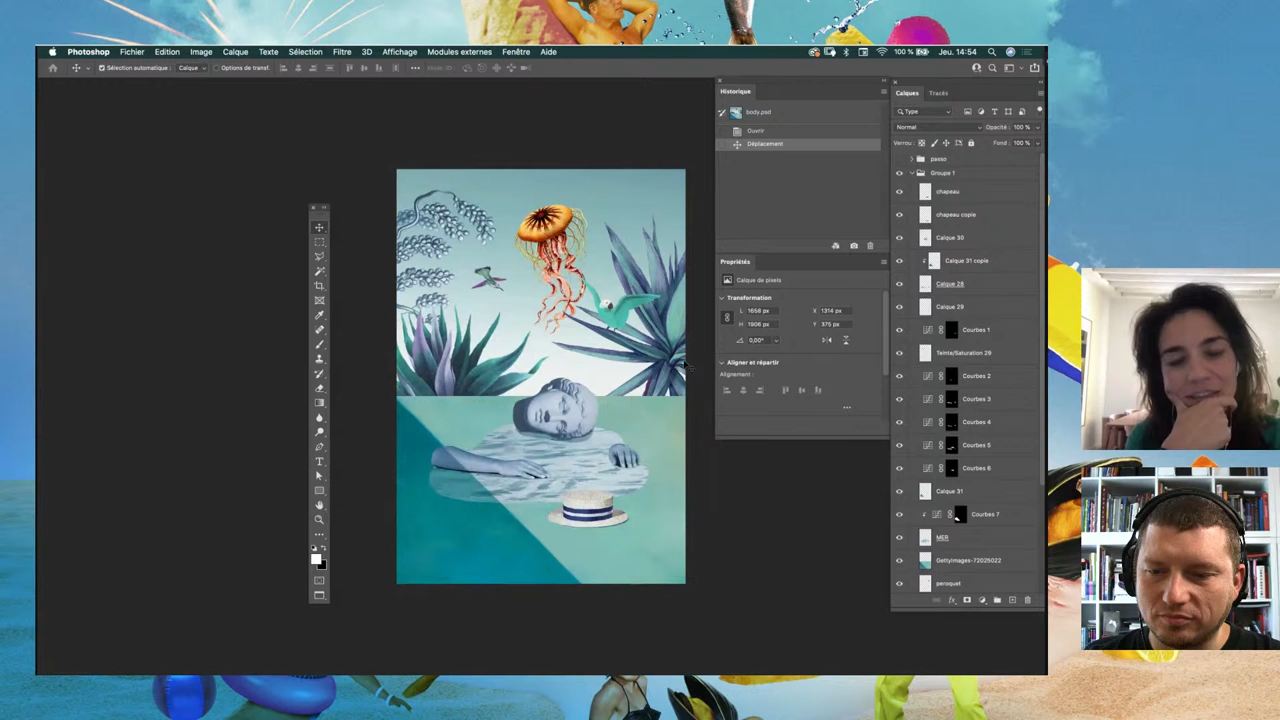 Photoshop Fichier Edition Image Calque Texte Sélection Filtre 3D Affichage Modules externes Fenêtre Aide 100 % Jeu. 14:54
Sélection automatique : Calque Options de transf.
Historique
body.psd
Ouvrir
Déplacement
Propriétés
Calque de pixels
Transformation
L 1658 px X 1314 px
H 1906 px Y 375 px
0,00°
Aligner et répartir
Alignement :
Calques Tracés
Type
Normal Opacité : 100 %
Verrou : Fond : 100 %
passo
Groupe 1
chapeau
chapeau copie
Calque 30
Calque 31 copie
Calque 28
Calque 29
Courbes 1
Teinte/Saturation 29
Courbes 2
Courbes 3
Courbes 4
Courbes 5
Courbes 6
Calque 31
Courbes 7
MER
GettyImages-72025022
peroquet